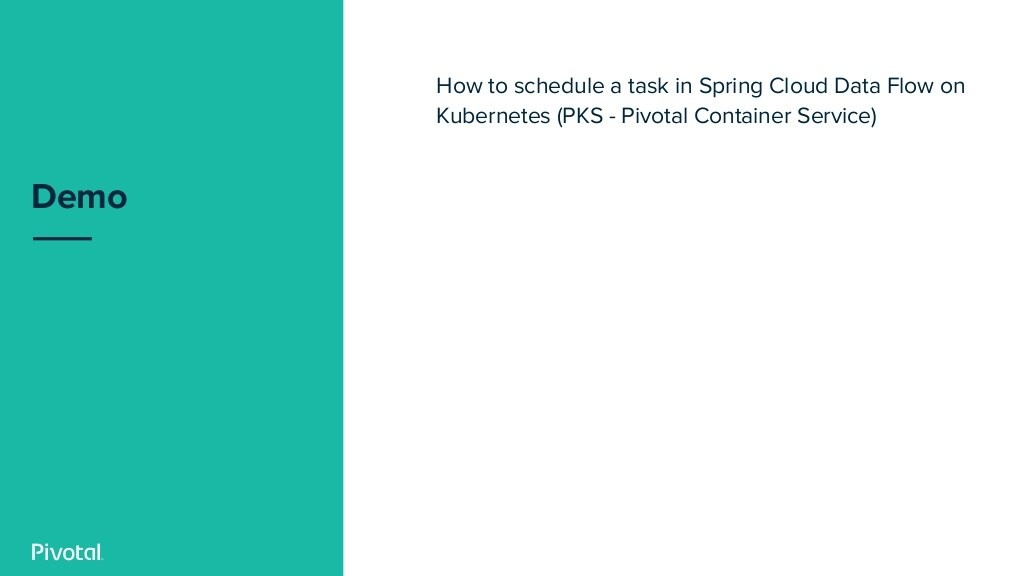 Demo
How to schedule a task in Spring Cloud Data Flow on
Kubernetes (PKS - Pivotal Container Service)
Pivotal